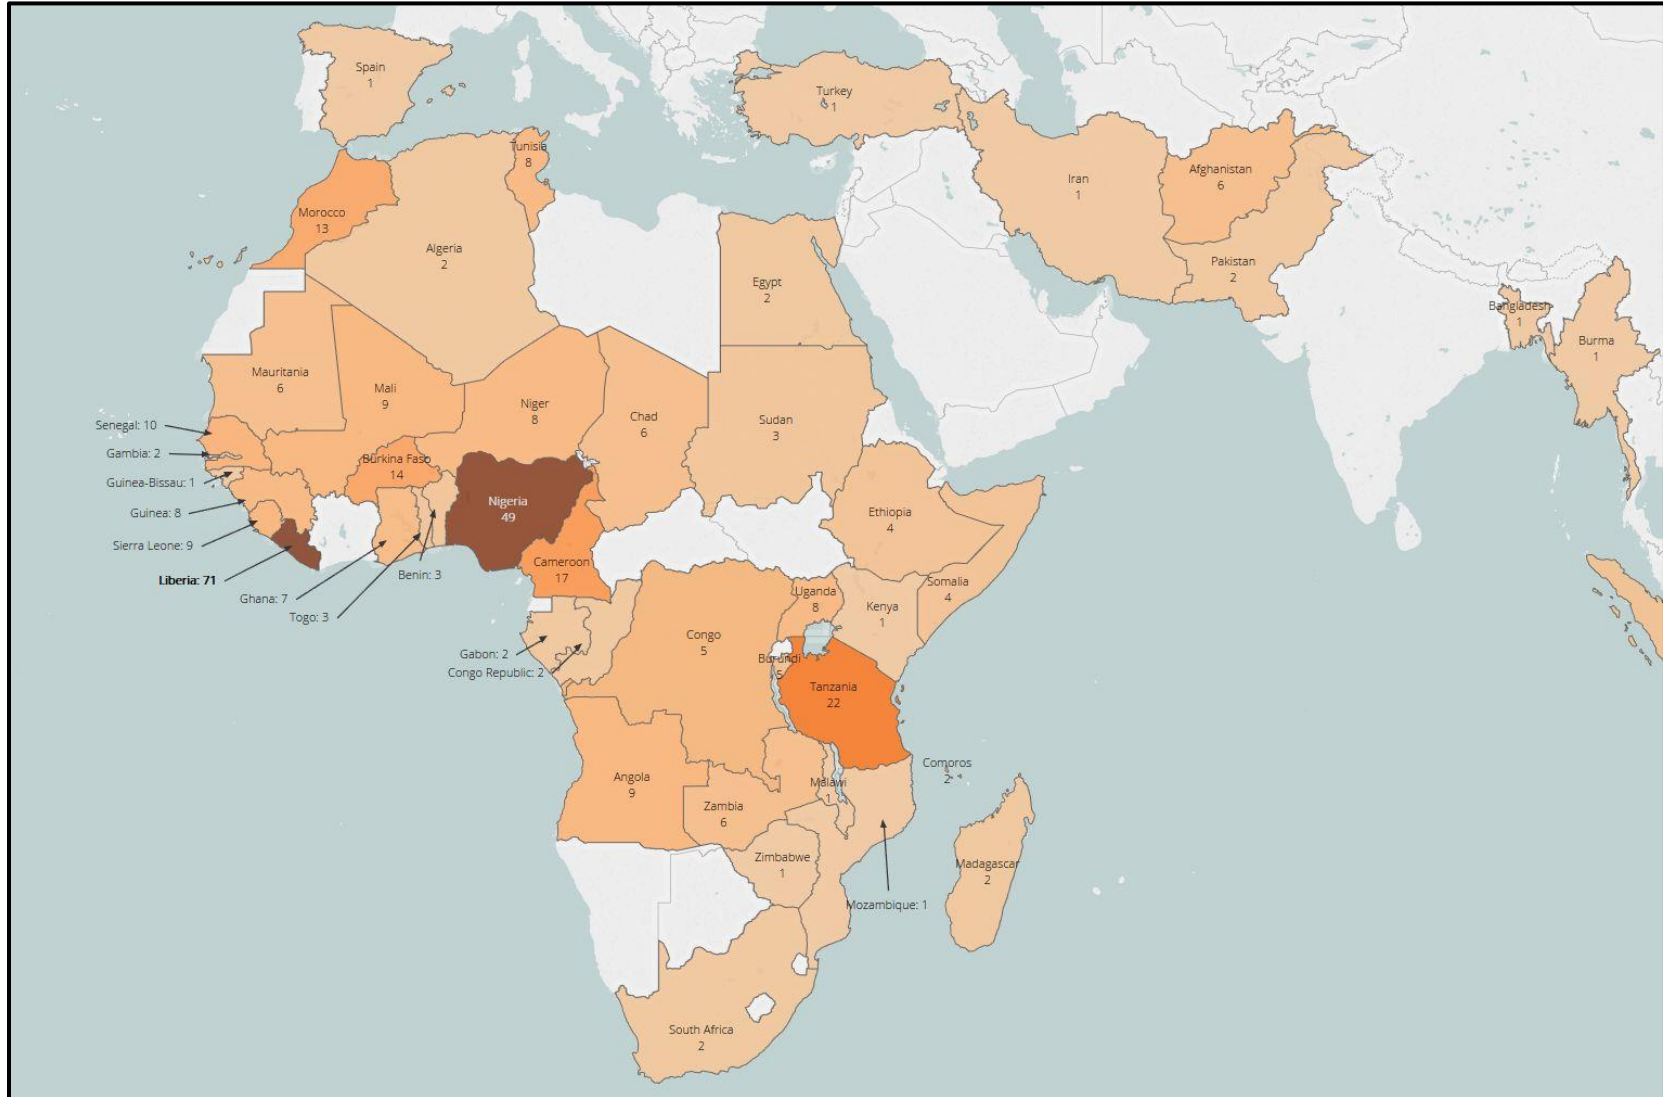 Spain
1
Turkey
1
Tunisia
8
Iran
1
Afghanistan
6
Morocco
13
Algeria
2
Pakistan
2
Egypt
2
Bangladesh
1
Burma
1
Mauritania
6
Mali
9
Niger
8
Chad
6
Sudan
3
Senegal: 10
Gambia: 2
Burkina Faso
14
Guinea-Bissau: 1
Nigeria
49
Guinea: 8
Ethiopia
4
Sierra Leone: 9
Liberia: 71
Cameroon
17
Benin: 3
Somalia
4
Ghana: 7
Uganda
8
Kenya
1
Togo: 3
Congo
5
Gabon: 2
Congo Republic: 2
Burundi
5
Tanzania
22
Comoros
2
Angola
9
Malawi
1
Zambia
6
Zimbabwe
1
Madagascar
2
Mozambique: 1
South Africa
2